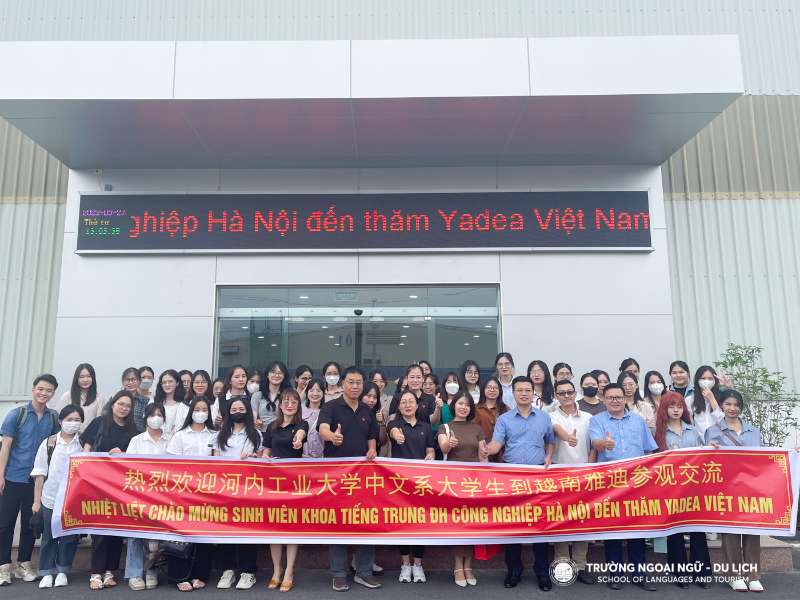 Thứ tư
nghiệp Hà Nội đến thăm Yadea Việt Nam
热烈欢迎河内工业大学中文系大学生到越南雅迪参观交流
NHIỆT LIỆT CHÀO MỪNG SINH VIÊN KHOA TIẾNG TRUNG ĐH CÔNG NGHIỆP HÀ NỘI ĐẾN THĂM YADEA VIỆT NAM
TRƯỜNG NGOẠI NGỮ - DU LỊCH
SCHOOL OF LANGUAGES AND TOURISM